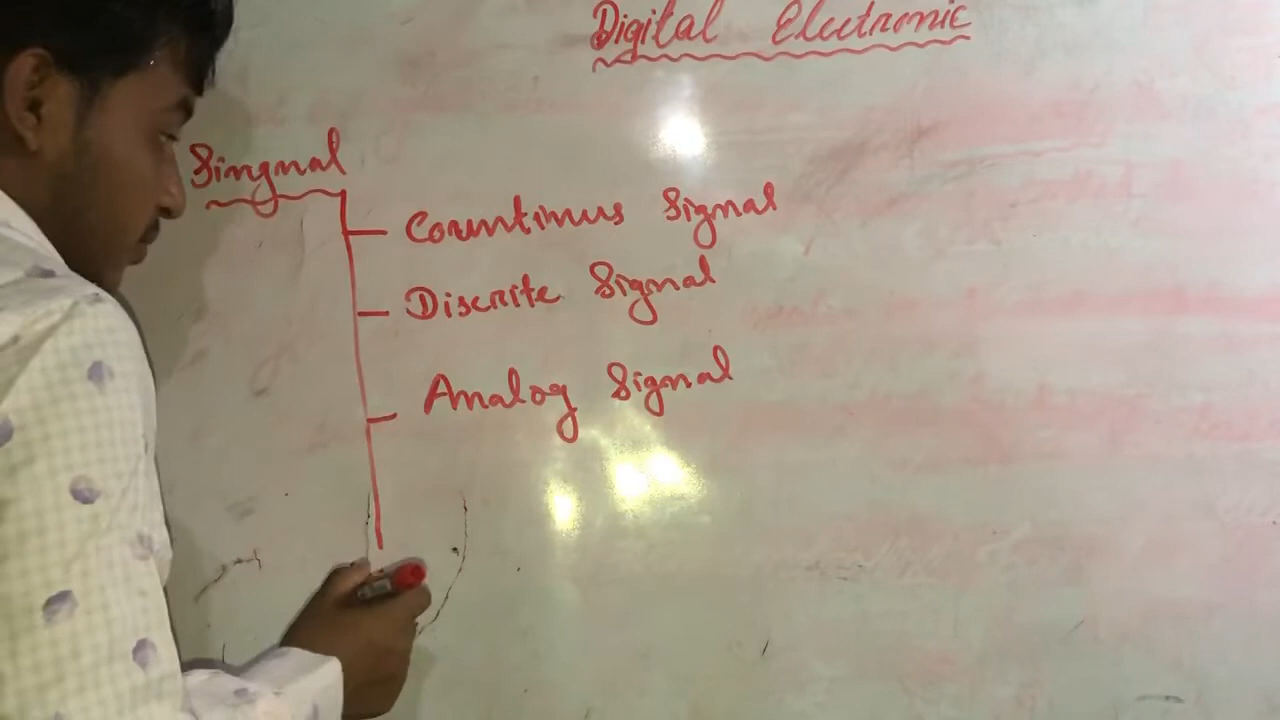 Digital Electronic
Singnal
Countinus Signal
Discrite Signal
Analog Signal